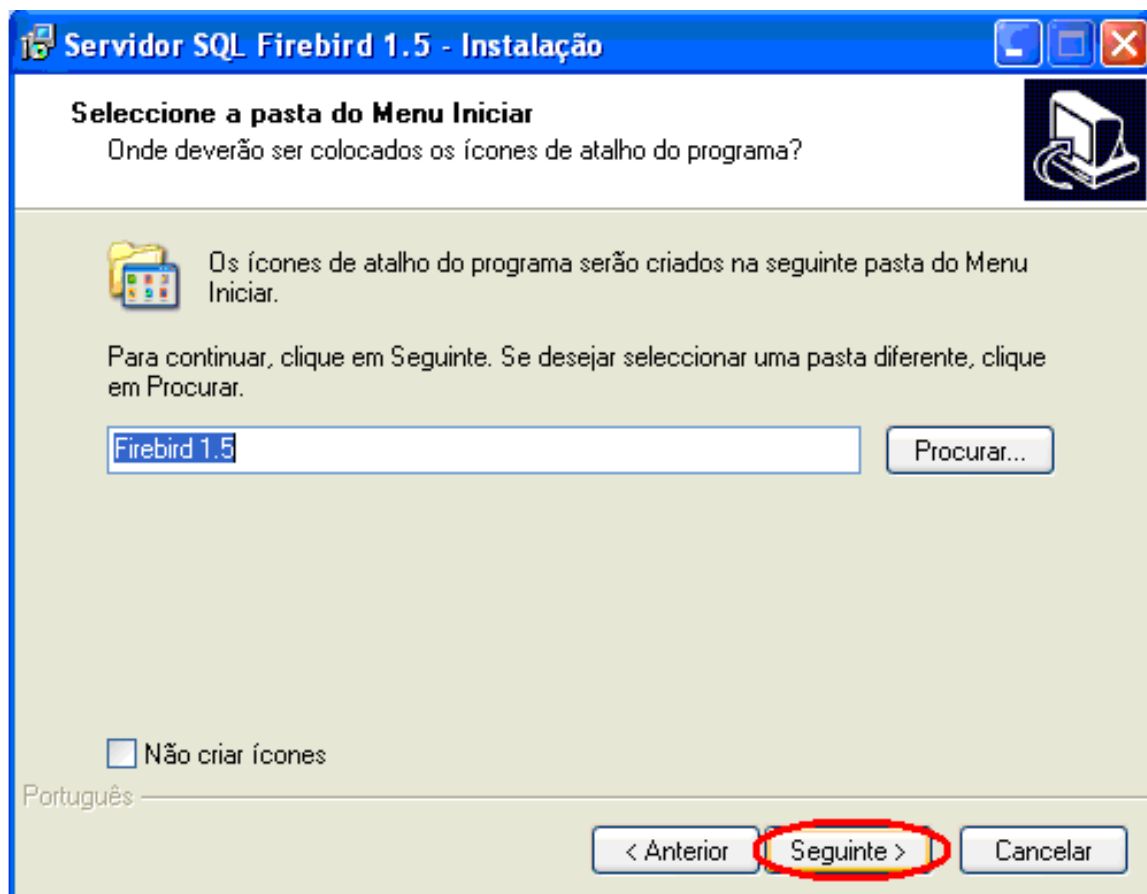 Servidor SQL Firebird 1.5 - Instalação
Seleccione a pasta do Menu Iniciar
Onde deverão ser colocados os ícones de atalho do programa?
Os ícones de atalho do programa serão criados na seguinte pasta do Menu
Iniciar.
Para continuar, clique em Seguinte. Se desejar seleccionar uma pasta diferente, clique
em Procurar.
Firebird 1.5
Procurar...
Não criar ícones
Português
< Anterior
Seguinte >
Cancelar